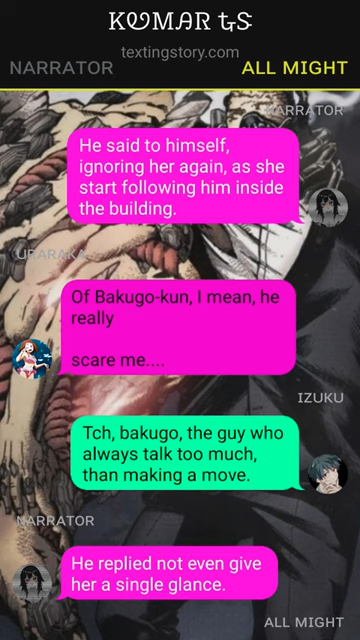 KUMAR GS
textingstory.com
NARRATOR
ALL MIGHT
NARRATOR
He said to himself,
ignoring her again, as she
start following him inside
the building.
URARAKA
Of Bakugo-kun, I mean, he
really
scare me....
IZUKU
Tch, bakugo, the guy who
always talk too much,
than making a move.
NARRATOR
He replied not even give
her a single glance.
ALL MIGHT